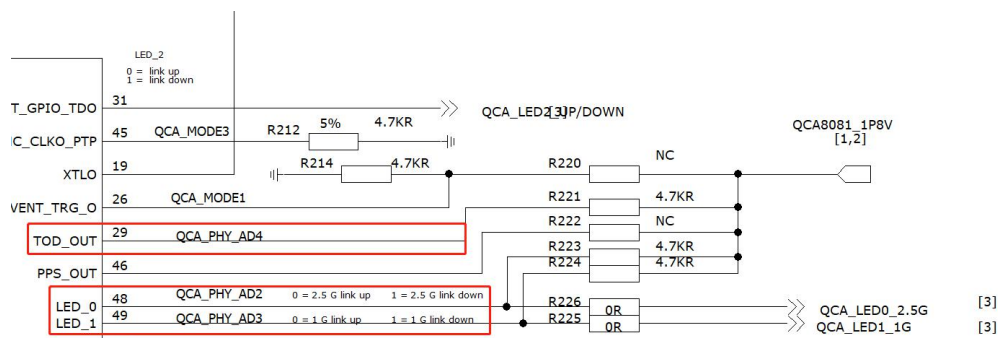 LED_2
0 = link up
1 = link down
T_GPIO_TDO 31 QCA_LED2_UP/DOWN [3]
C_CLKO_PTP 45 QCA_MODE3 R212 5% 4.7KR
QCA8081_1P8V
[1,2]
R214 4.7KR
XTLO 19 R220 NC
VENT_TRG_O 26 QCA_MODE1 R221 4.7KR
TOD_OUT 29 QCA_PHY_AD4 R222 NC
R223 4.7KR
PPS_OUT 46 R224 4.7KR
LED_0 48 QCA_PHY_AD2 0 = 2.5 G link up 1 = 2.5 G link down R226 0R QCA_LED0_2.5G [3]
LED_1 49 QCA_PHY_AD3 0 = 1 G link up 1 = 1 G link down R225 0R QCA_LED1_1G [3]